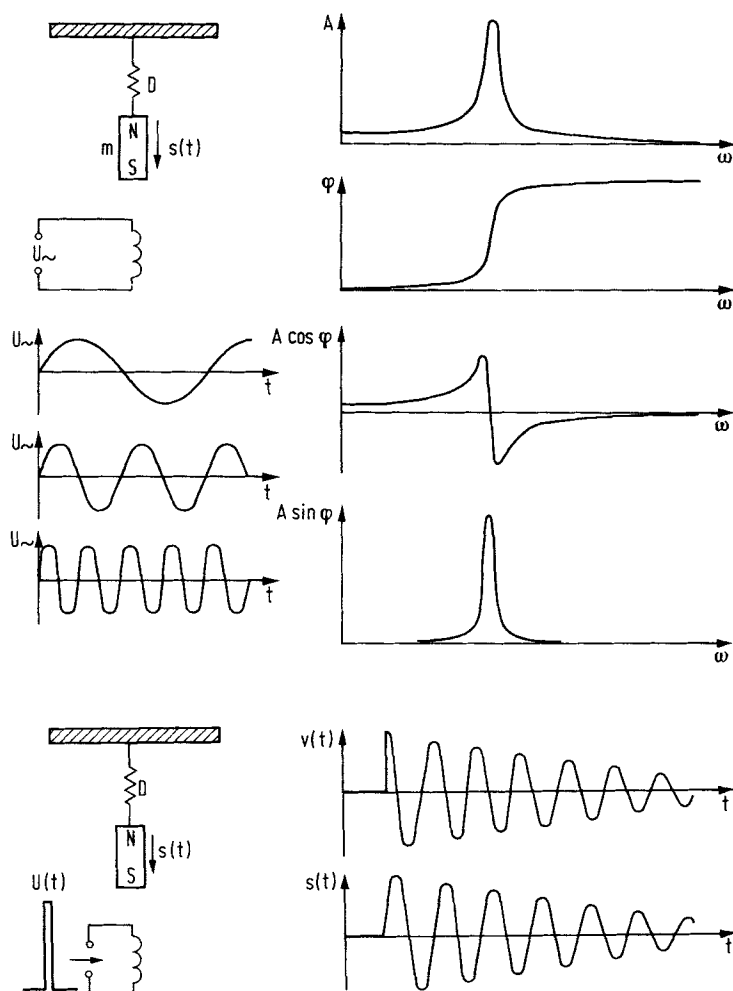 D
N
m
s(t)
S
U~
U~
t
U~
t
U~
t
A
ω
φ
ω
A cos φ
ω
A sin φ
ω
D
N
s(t)
S
U(t)
v(t)
t
s(t)
t